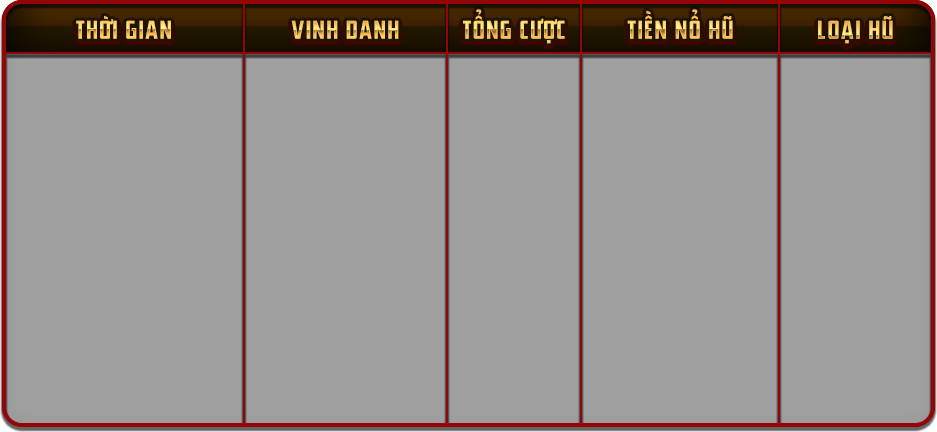 THỜI GIAN VINH DANH TỔNG CƯỢC TIỀN NỔ HŨ LOẠI HŨ